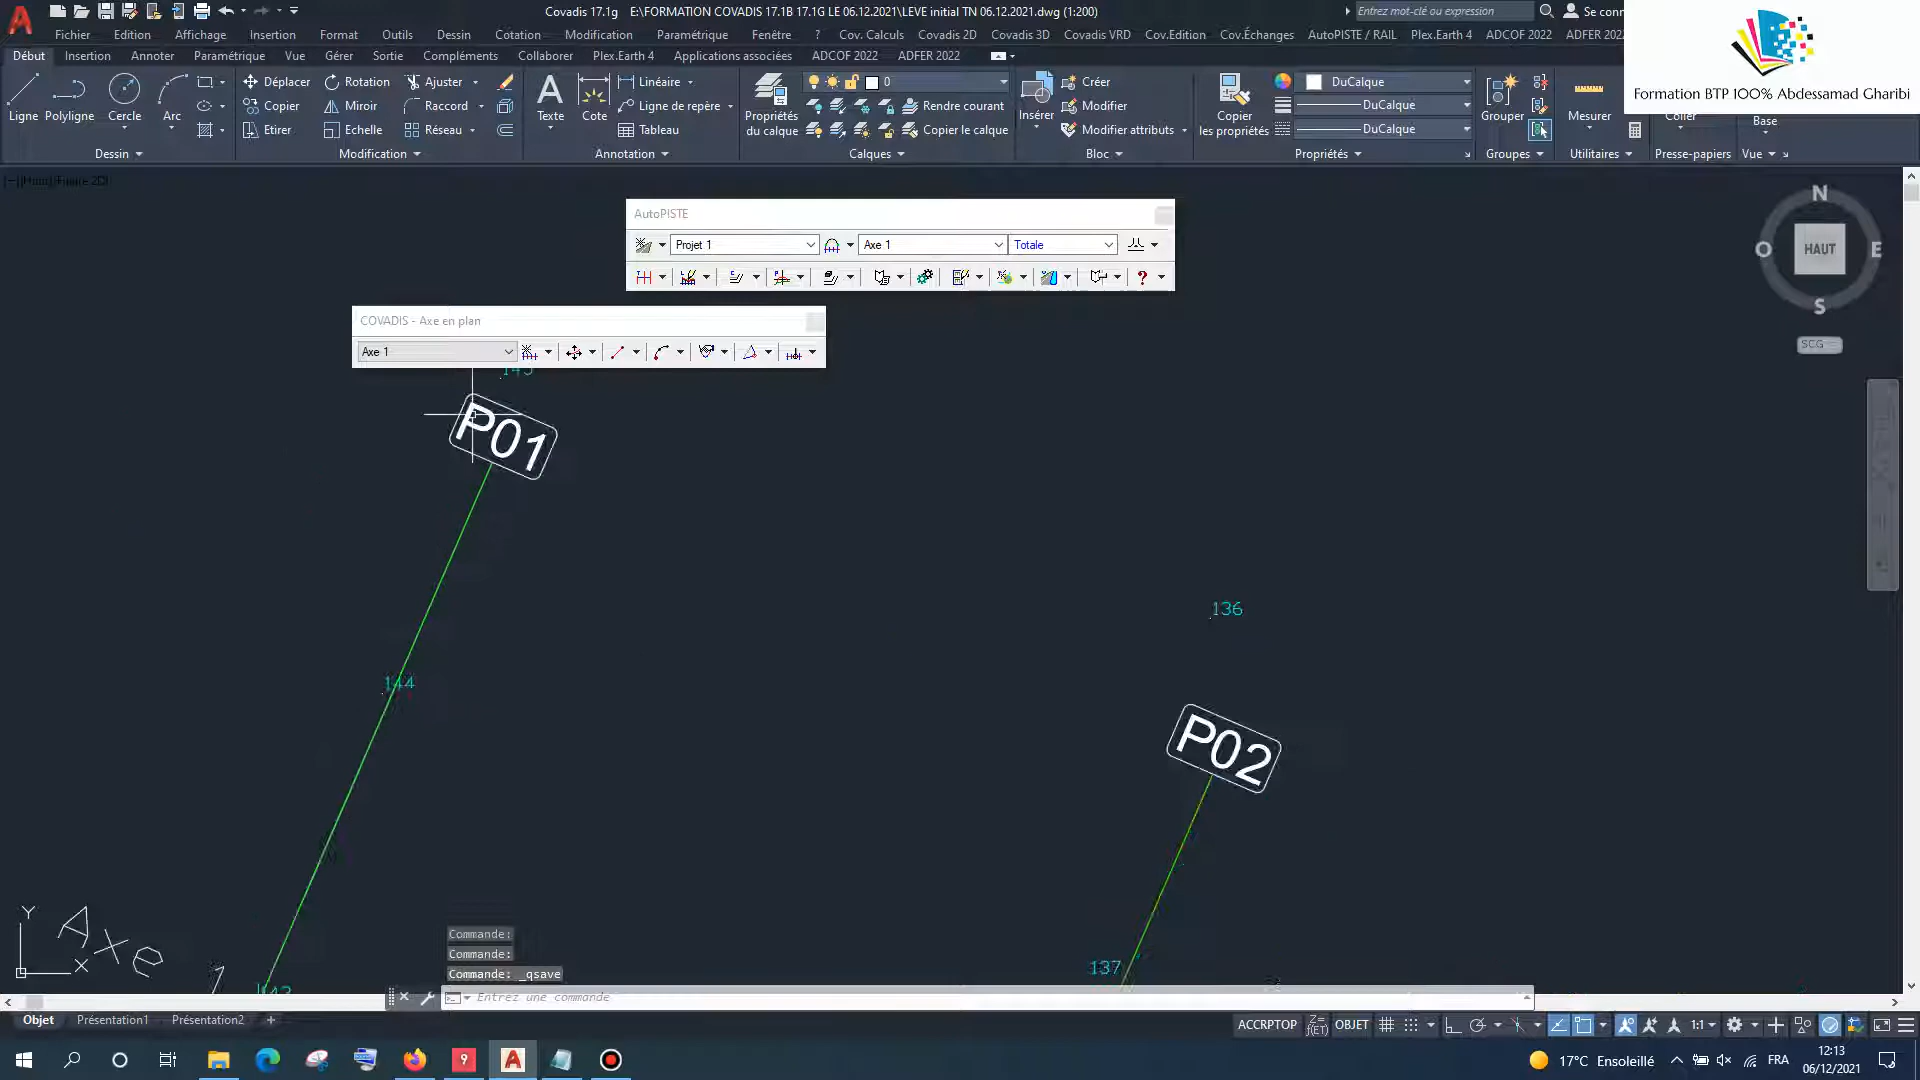 Covadis 17.1g E:\FORMATION COVADIS 17.1B 17.1G LE 06.12.2021\LEVE initial TN 06.12.2021.dwg (1:200)
Entrez mot-clé ou expression
Se conn
Fichier Edition Affichage Insertion Format Outils Dessin Cotation Modification Paramétrique Fenêtre ? Cov. Calculs Covadis 2D Covadis 3D Covadis VRD Cov.Edition Cov.Échanges AutoPISTE / RAIL Plex.Earth 4 ADCOF 2022 ADFER 202
Début Insertion Annoter Paramétrique Vue Gérer Sortie Compléments Collaborer Plex.Earth 4 Applications associées ADCOF 2022 ADFER 2022
Formation BTP 100% Abdessamad Gharibi
Déplacer Rotation Ajuster Linéaire 0 Créer DuCalque
Copier Miroir Raccord Ligne de repère Rendre courant Modifier DuCalque
Etirer Echelle Réseau Tableau Copier le calque Modifier attributs DuCalque
Ligne Polyligne Cercle Arc
Texte Cote
Propriétés du calque
Insérer
Copier les propriétés
Grouper
Mesurer
Coller
Base
Dessin Modification Annotation Calques Bloc Propriétés Groupes Utilitaires Presse-papiers Vue
AutoPISTE
Projet 1 Axe 1 Totale
COVADIS - Axe en plan
Axe 1
N
O HAUT E
S
SCG
145
P01
136
144
P02
137
143
Axe
1
Y
X
Commande:
Commande:
Commande: _qsave
Entrez une commande
Objet Présentation1 Présentation2 +
ACCRPTOP OBJET 1:1
17°C Ensoleillé FRA 12:13
06/12/2021